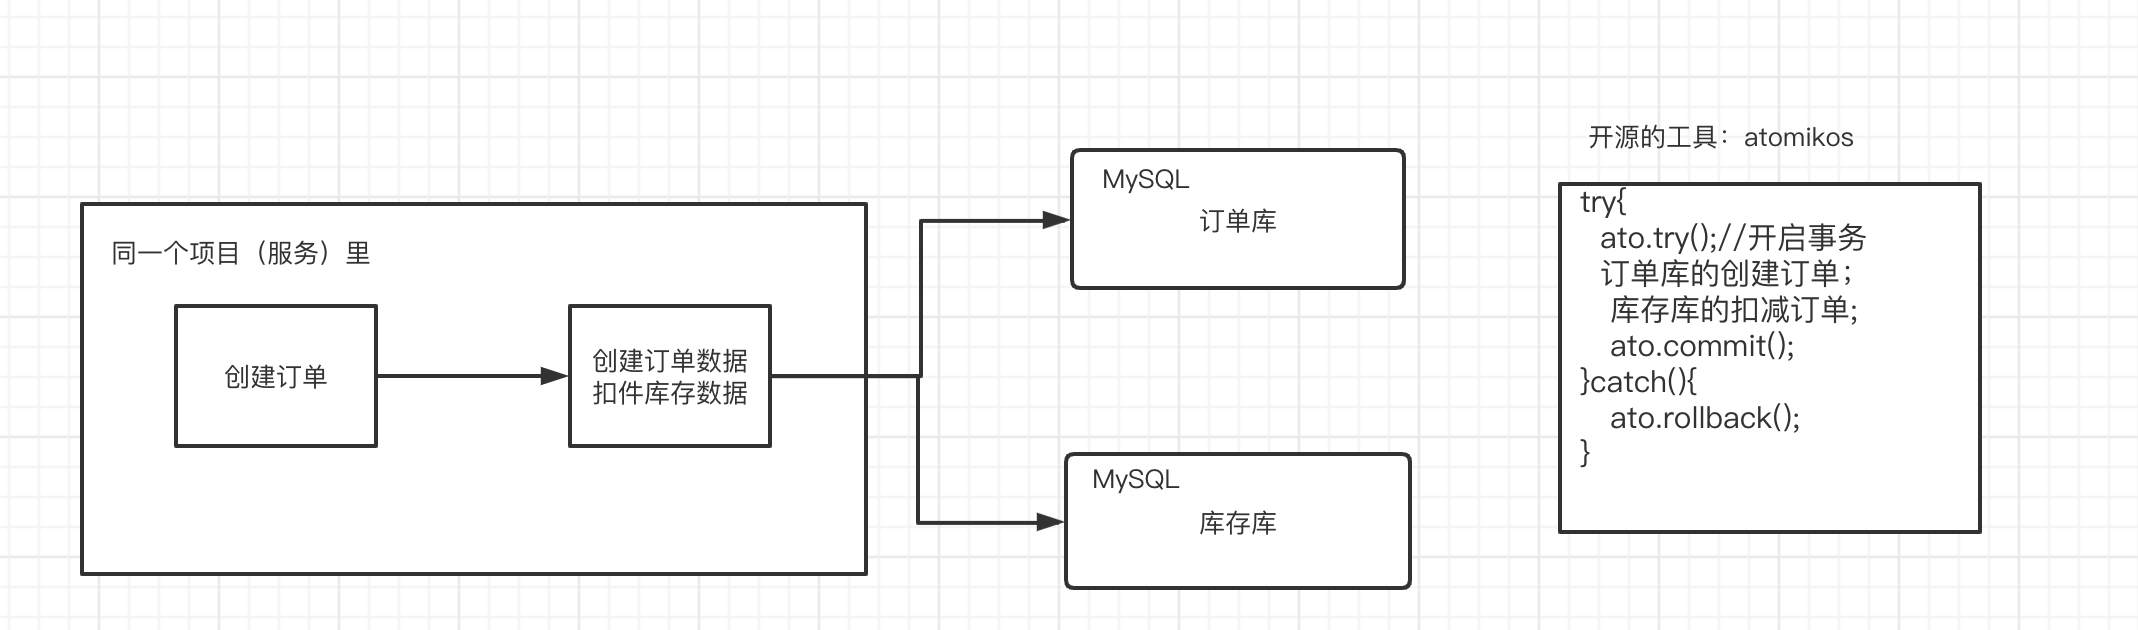 同一个项目（服务）里
创建订单
创建订单数据
扣件库存数据
MySQL
订单库
MySQL
库存库
开源的工具：atomikos
try{
ato.try();//开启事务
订单库的创建订单；
库存库的扣减订单;
ato.commit();
}catch(){
ato.rollback();
}